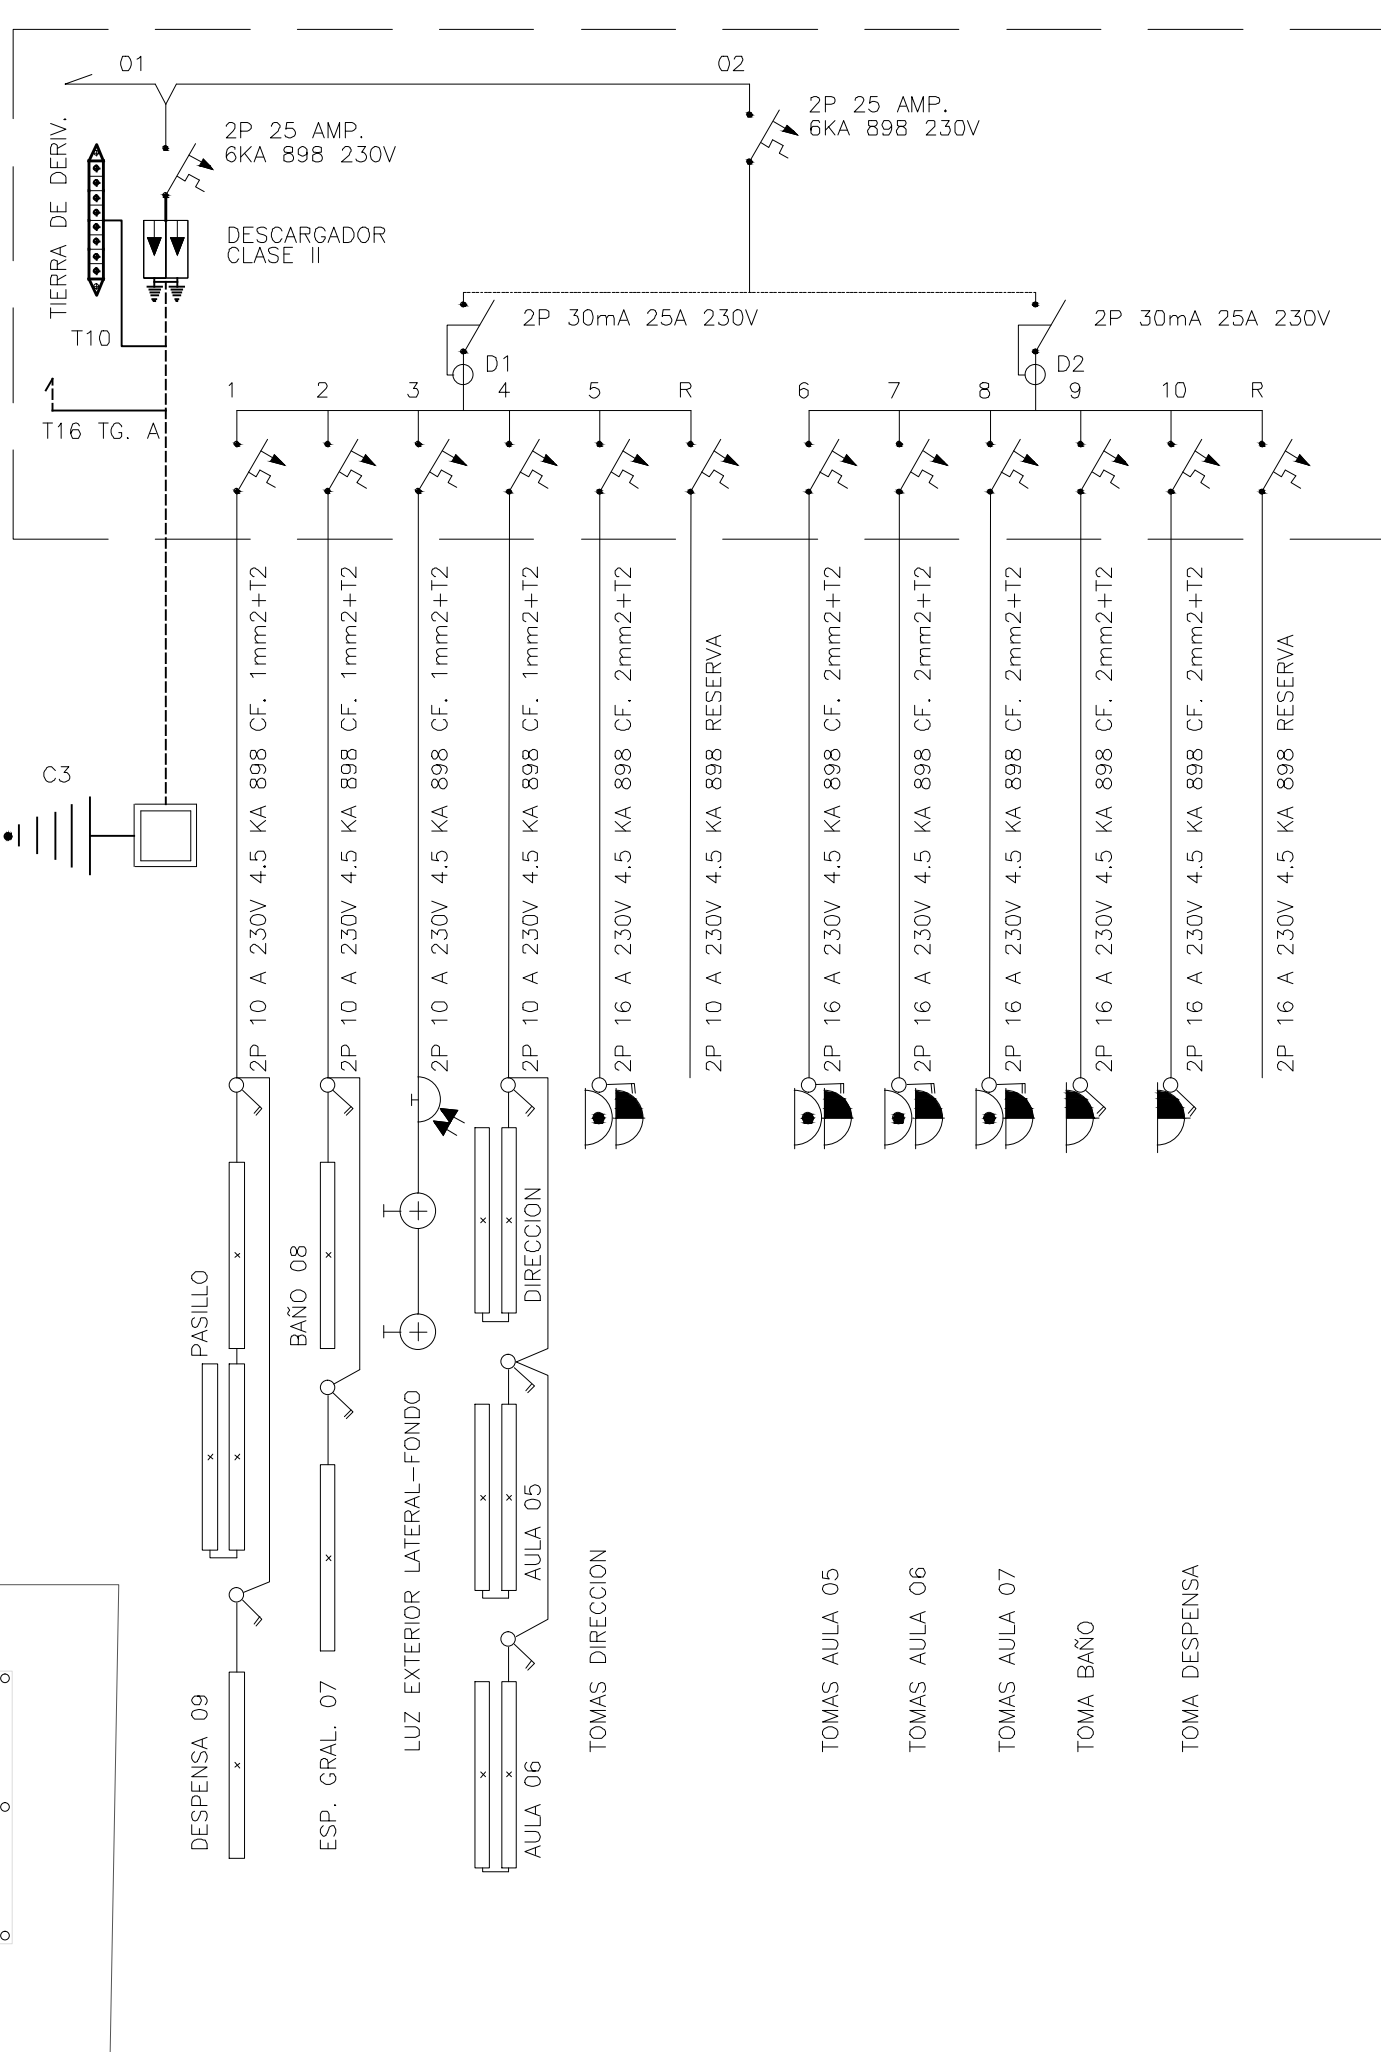 01
02
2P 25 AMP.
6KA 898 230V
2P 25 AMP.
6KA 898 230V
TIERRA DE DERIV.
DESCARGADOR
CLASE II
T10
T16 TG. A
2P 30mA 25A 230V
2P 30mA 25A 230V
D1
D2
1
2
3
4
5
R
6
7
8
9
10
R
2P 10 A 230V 4.5 KA 898 CF. 1mm2+T2
2P 10 A 230V 4.5 KA 898 CF. 1mm2+T2
2P 10 A 230V 4.5 KA 898 CF. 1mm2+T2
2P 10 A 230V 4.5 KA 898 CF. 1mm2+T2
2P 16 A 230V 4.5 KA 898 CF. 2mm2+T2
2P 10 A 230V 4.5 KA 898 RESERVA
2P 16 A 230V 4.5 KA 898 CF. 2mm2+T2
2P 16 A 230V 4.5 KA 898 CF. 2mm2+T2
2P 16 A 230V 4.5 KA 898 CF. 2mm2+T2
2P 16 A 230V 4.5 KA 898 CF. 2mm2+T2
2P 16 A 230V 4.5 KA 898 CF. 2mm2+T2
2P 16 A 230V 4.5 KA 898 RESERVA
C3
PASILLO
DESPENSA 09
BAÑO 08
ESP. GRAL. 07
LUZ EXTERIOR LATERAL-FONDO
DIRECCION
AULA 05
AULA 06
TOMAS DIRECCION
TOMAS AULA 05
TOMAS AULA 06
TOMAS AULA 07
TOMA BAÑO
TOMA DESPENSA